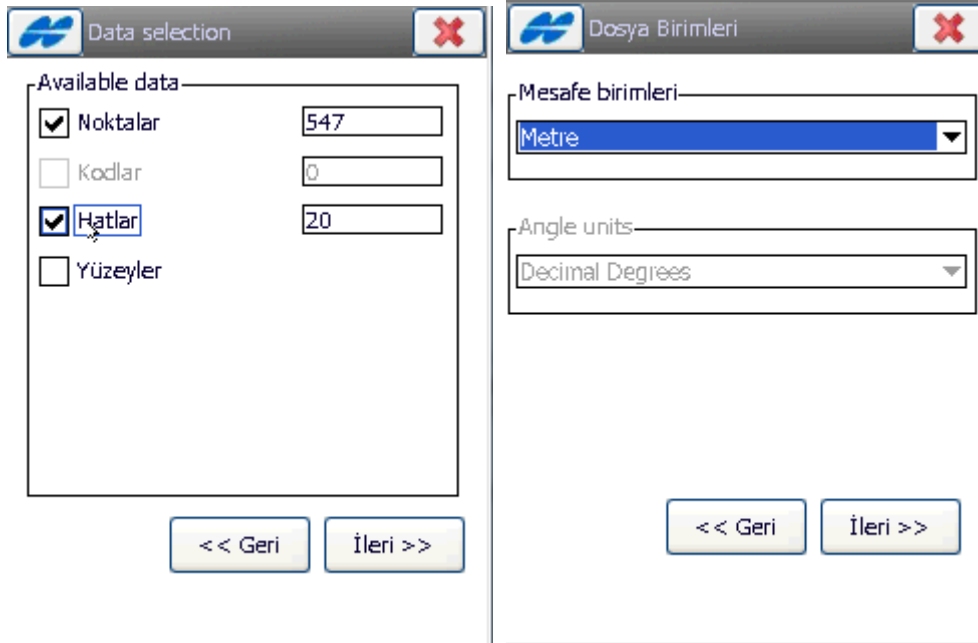 Data selection
Available data
Noktalar 547
Kodlar 0
Hatlar 20
Yüzeyler
<< Geri İleri >>
Dosya Birimleri
Mesafe birimleri
Metre
Angle units
Decimal Degrees
<< Geri İleri >>